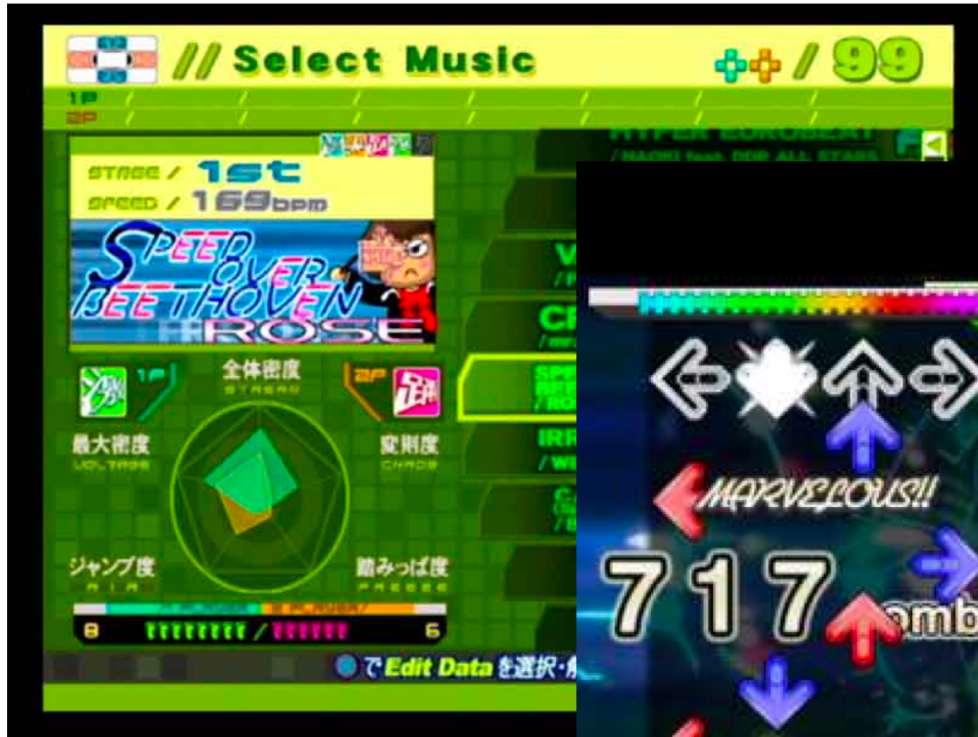 // Select Music
/ 99
1P
2P
HYPER EUROBEAT
/ NAOKI feat. DDR ALL STARS
STAGE / 1st
SPEED / 169bpm
SPEED
OVER
BEETHOVEN
ROSE
全体密度
STREAM
1P
2P
最大密度
VOLTAGE
変則度
CHAOS
ジャンプ度
AIR
踏みっぱ度
FREEZE
8
6
でEdit Dataを選択・
MARVELOUS!!
717
omb